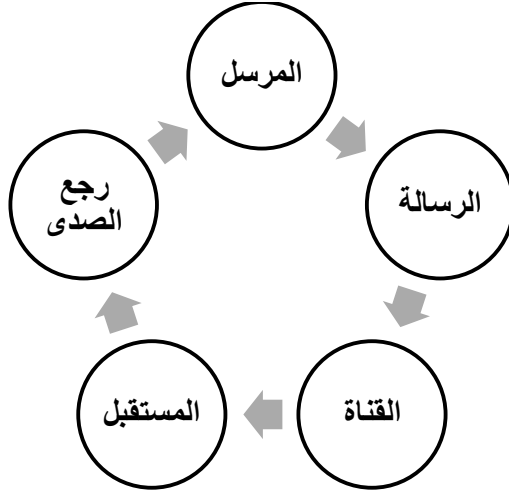 المرسل
الرسالة
القناة
المستقبل
رجع
الصدى